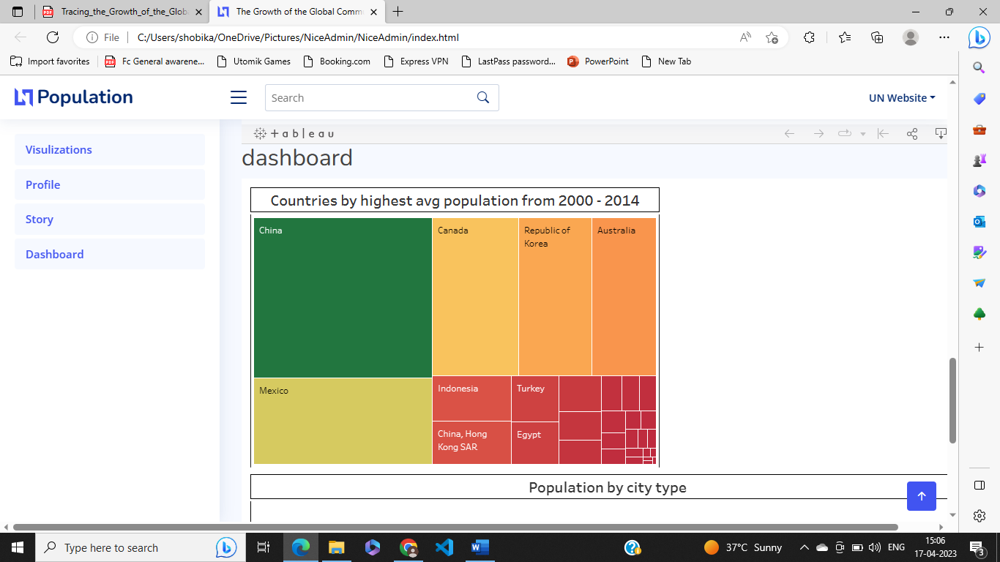 Tracing_the_Growth_of_the_Glob
The Growth of the Global Comm
File
C:/Users/shobika/OneDrive/Pictures/NiceAdmin/NiceAdmin/index.html
Import favorites
Fc General awarene...
Utomik Games
Booking.com
Express VPN
LastPass password...
PowerPoint
New Tab
Population
Search
UN Website
Visulizations
Profile
Story
Dashboard
+ a b | e a u
dashboard
Countries by highest avg population from 2000 - 2014
China
Canada
Republic of
Korea
Australia
Mexico
Indonesia
Turkey
China, Hong
Kong SAR
Egypt
Population by city type
Type here to search
37°C Sunny
ENG
15:06
17-04-2023
3